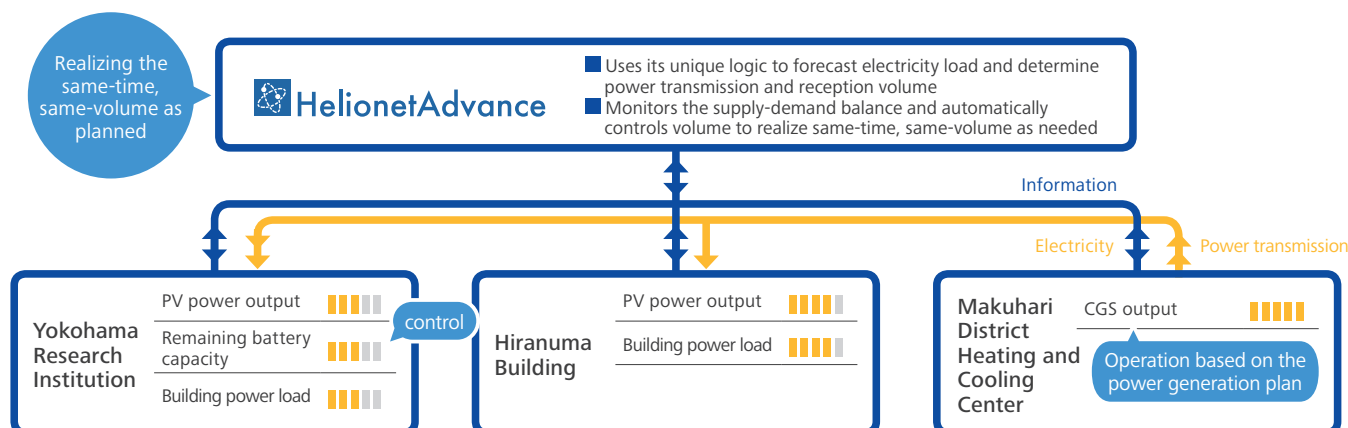 Realizing the
same-time,
same-volume as
planned
HelionetAdvance
Uses its unique logic to forecast electricity load and determine
power transmission and reception volume
Monitors the supply-demand balance and automatically
controls volume to realize same-time, same-volume as needed
Information
Electricity
Power transmission
Yokohama
Research
Institution
PV power output
Remaining battery
capacity
Building power load
control
Hiranuma
Building
PV power output
Building power load
Makuhari
District
Heating and
Cooling
Center
CGS output
Operation based on the
power generation plan